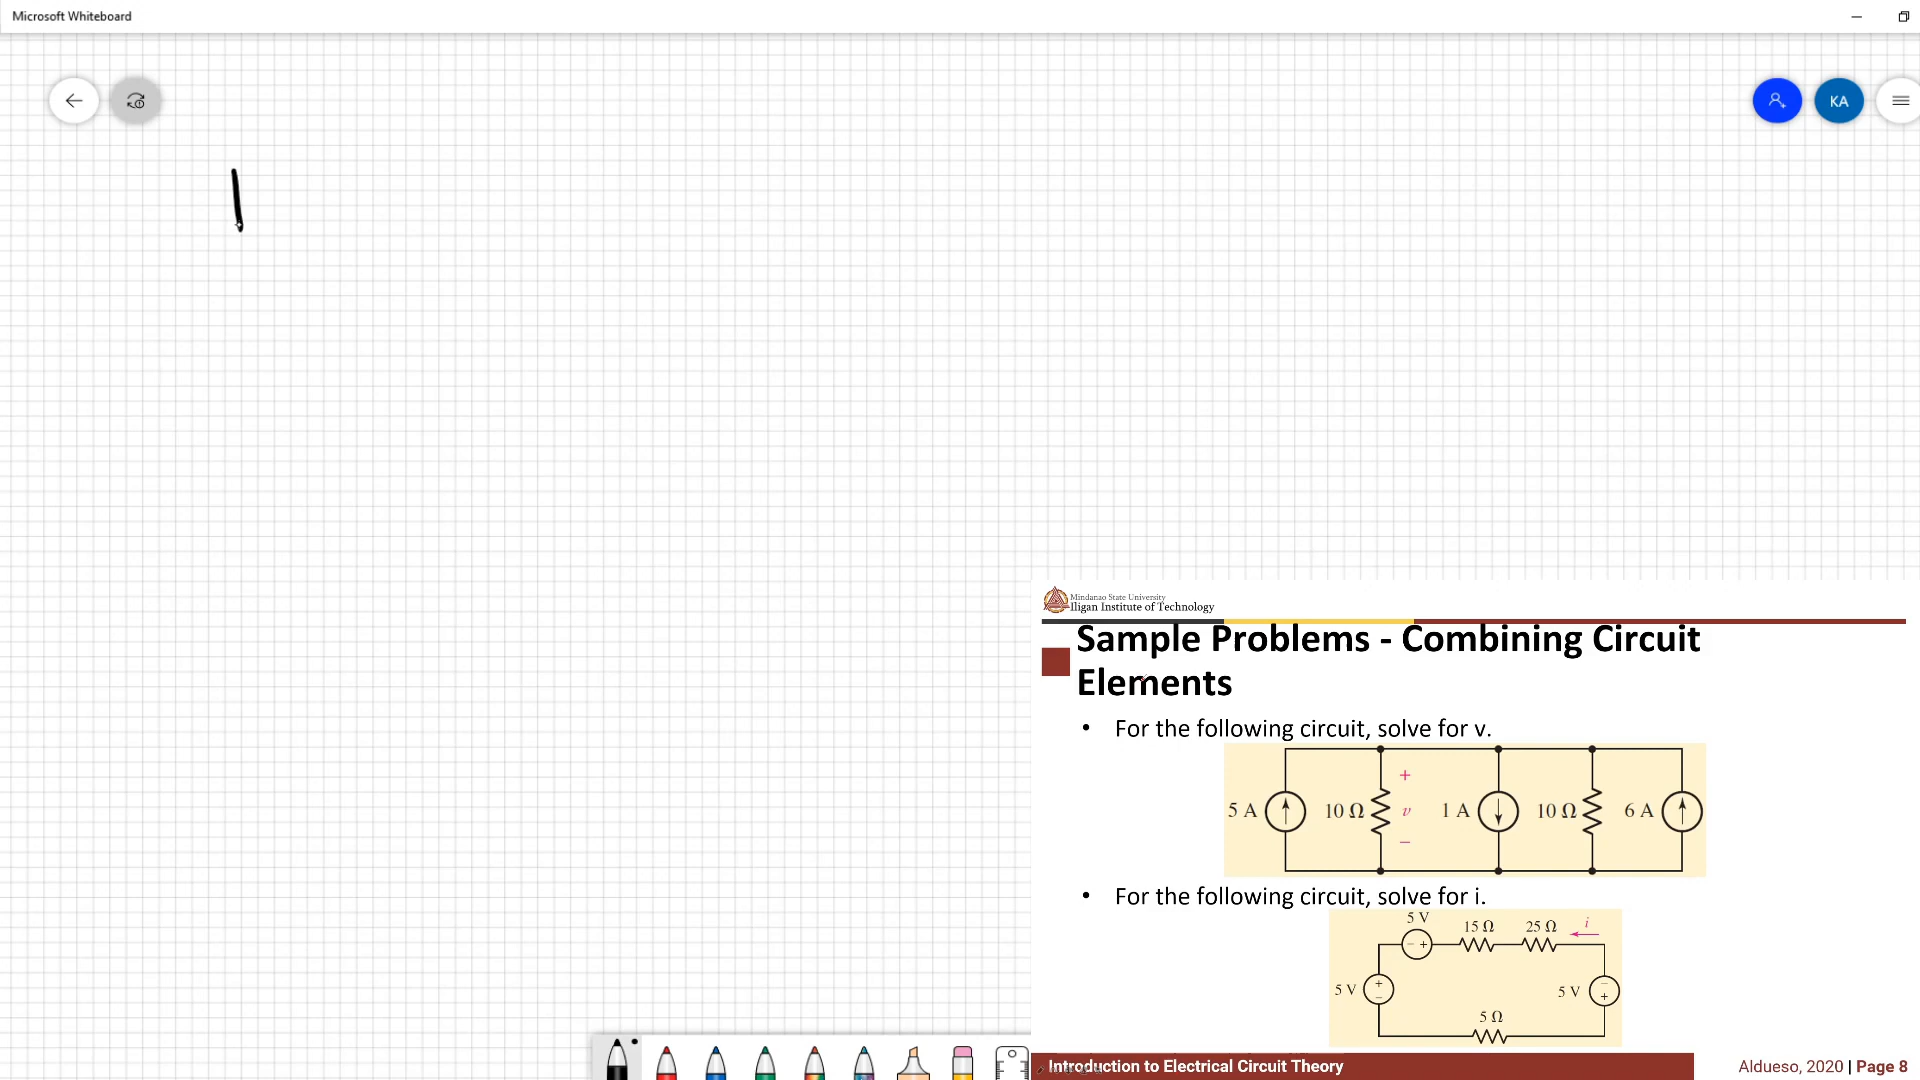 Microsoft Whiteboard
KA
Mindanao State University
Iligan Institute of Technology
Sample Problems - Combining Circuit
Elements
• For the following circuit, solve for v.
5 A 10 Ω + v − 1 A 10 Ω 6 A
• For the following circuit, solve for i.
5 V 15 Ω 25 Ω i
− +
5 V + − 5 V − +
5 Ω
Introduction to Electrical Circuit Theory
Aldueso, 2020 | Page 8